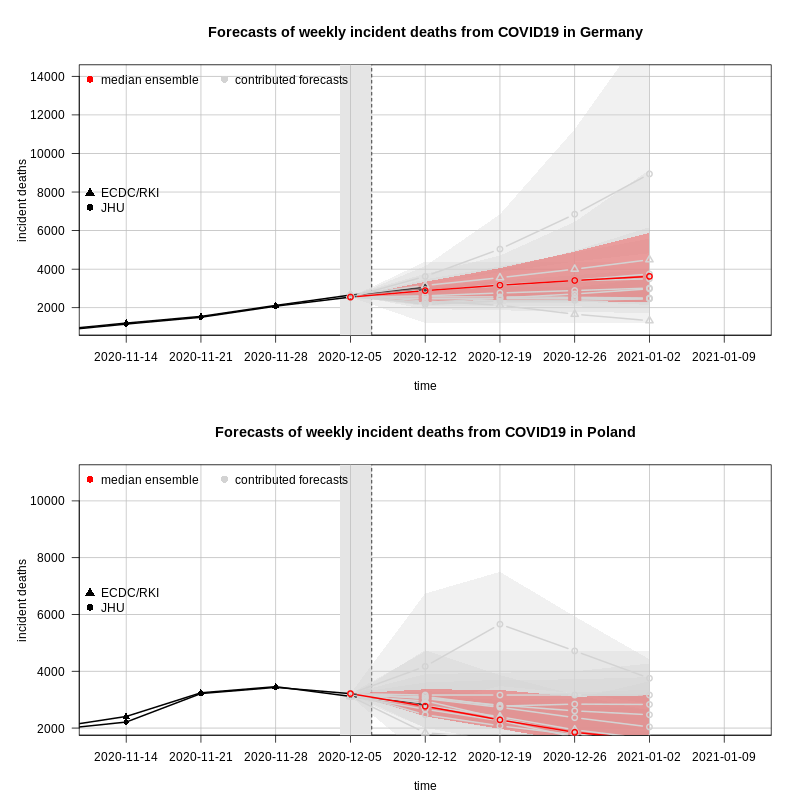 Forecasts of weekly incident deaths from COVID19 in Germany
median ensemble contributed forecasts
14000
12000
10000
8000
6000
4000
2000
incident deaths
ECDC/RKI
JHU
2020-11-14 2020-11-21 2020-11-28 2020-12-05 2020-12-12 2020-12-19 2020-12-26 2021-01-02 2021-01-09
time
Forecasts of weekly incident deaths from COVID19 in Poland
median ensemble contributed forecasts
10000
8000
6000
4000
2000
incident deaths
ECDC/RKI
JHU
2020-11-14 2020-11-21 2020-11-28 2020-12-05 2020-12-12 2020-12-19 2020-12-26 2021-01-02 2021-01-09
time